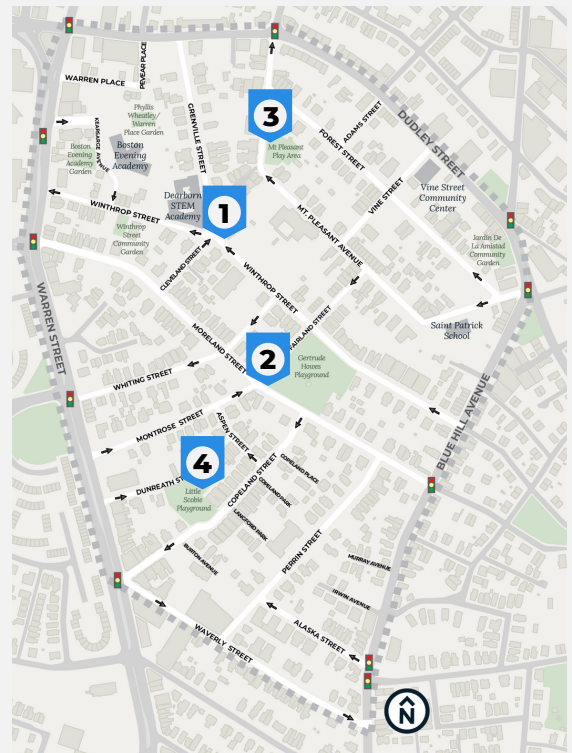 WARREN PLACE
PEVEAR PLACE
GRENVILLE STREET
3
ADAMS STREET
FOREST STREET
DUDLEY STREET
Phyllis
Wheatley/
Warren
Place Garden
KEARSARGE AVENUE
Boston
Evening
Academy
Garden
Boston
Evening
Academy
Mt Pleasant
Play Area
Vine Street
Community
Center
VINE STREET
Dearborn
STEM
Academy
1
WINTHROP STREET
Winthrop
Street
Community
Garden
MT. PLEASANT AVENUE
Jardin De
La Amistad
Community
Garden
CLEVELAND STREET
WINTHROP STREET
WARREN STREET
MORELAND STREET
FAIRLAND STREET
Saint Patrick
School
2
Gertrude
Howes
Playground
WHITING STREET
BLUE HILL AVENUE
MONTROSE STREET
ASPEN STREET
4
COPELAND STREET
COPELAND PLACE
COPELAND PARK
DUNREATH ST
Little
Scobie
Playground
LANGFORD PARK
BURTON AVENUE
PERRIN STREET
MURRAY AVENUE
IRWIN AVENUE
WAVERLY STREET
ALASKA STREET
N